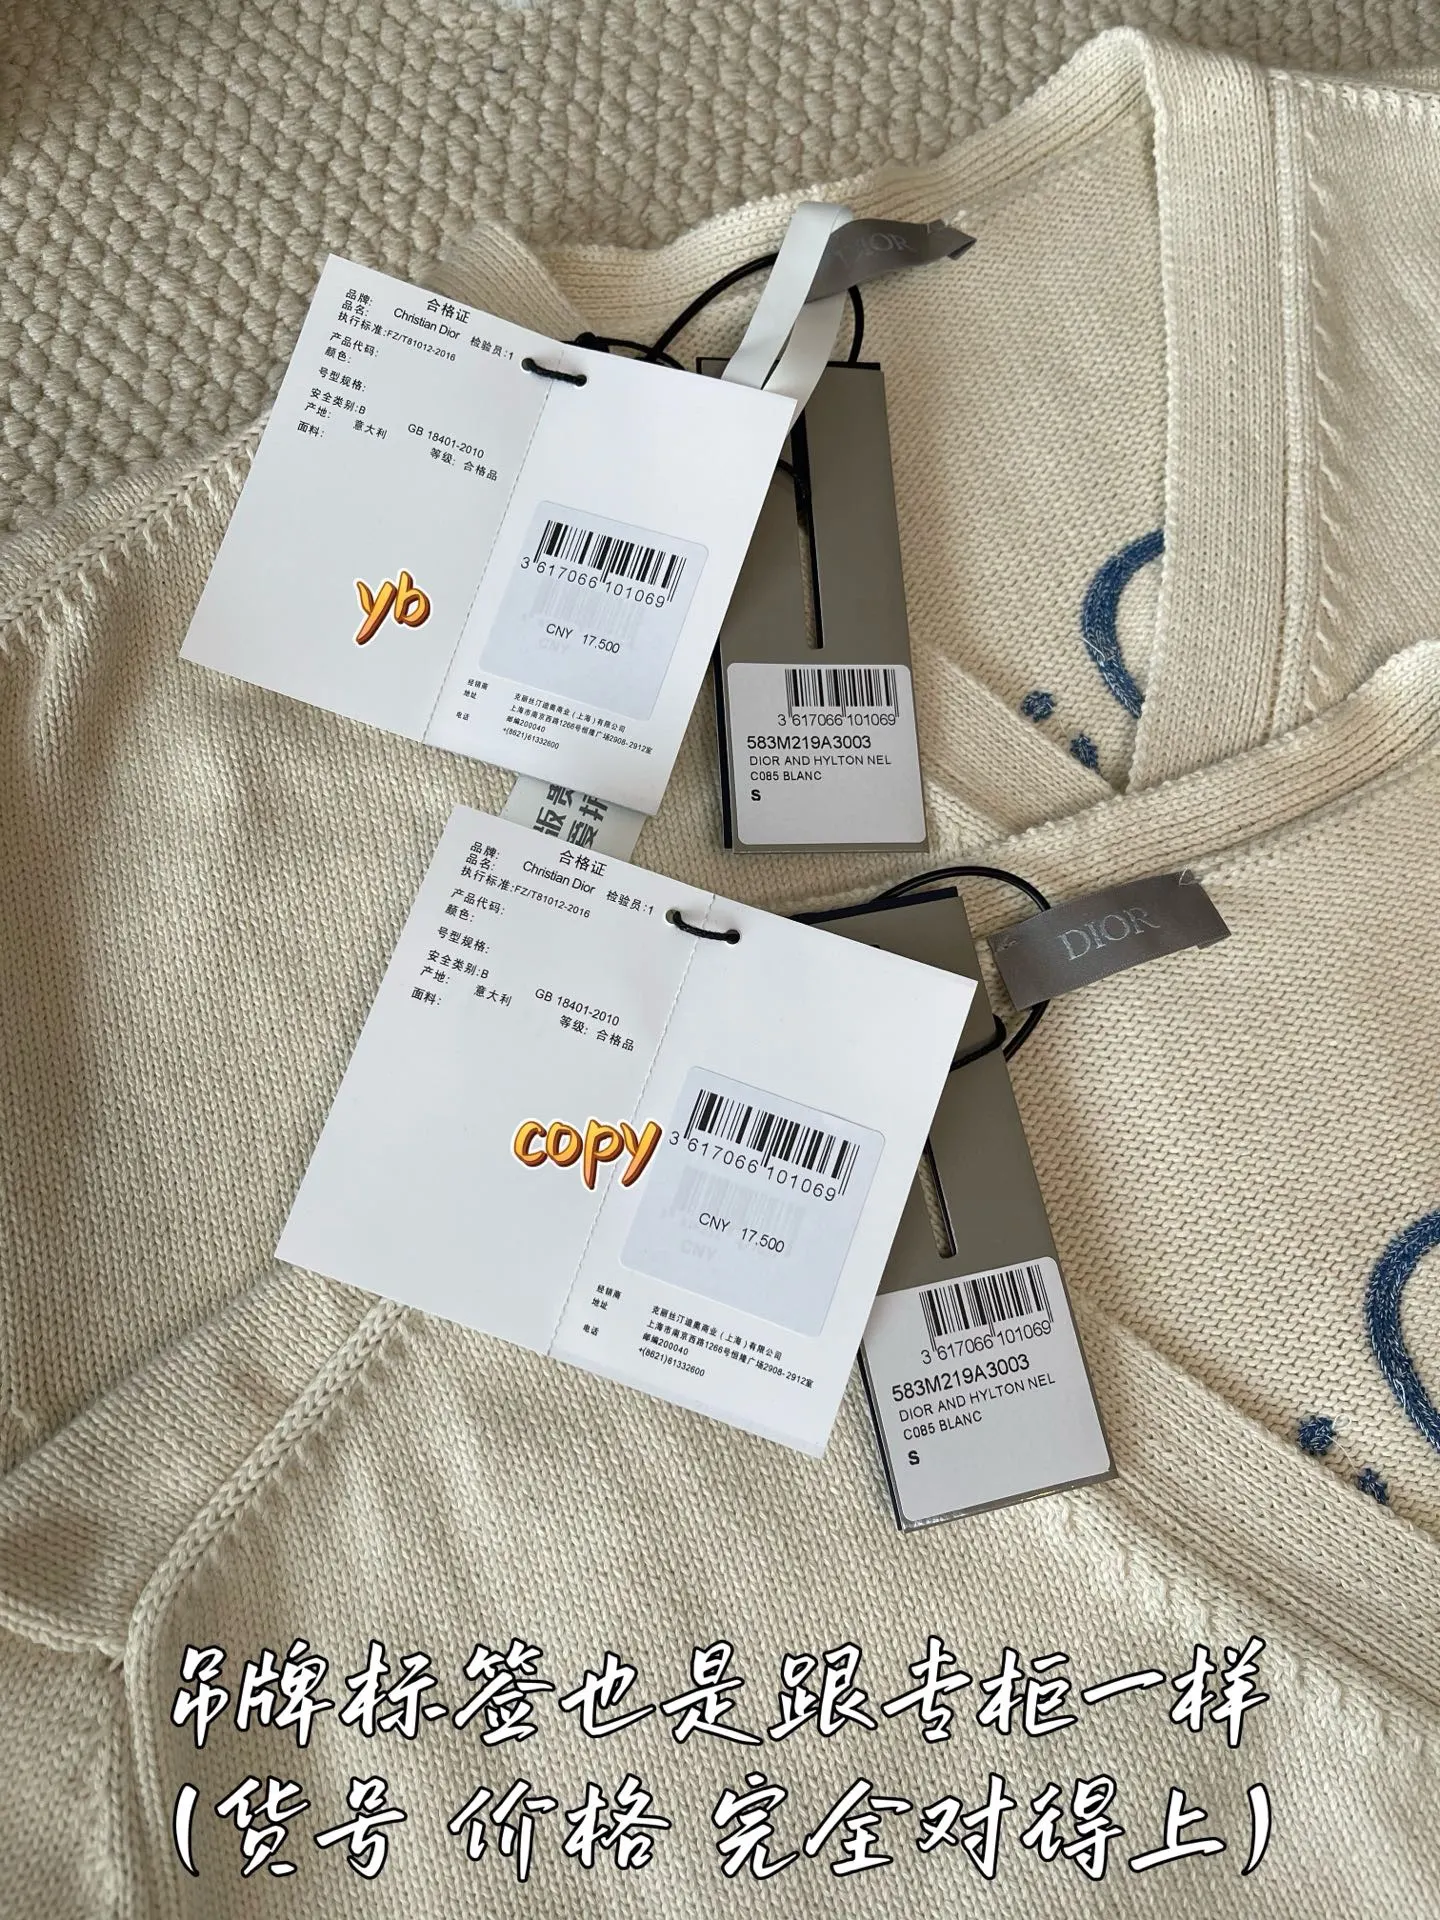 DIOR
合格证
品牌:
品名: Christian Dior
执行标准:FZ/T81012-2016 检验员:1
产品代码:
颜色:
号型规格:
安全类别:B
GB 18401-2010
产地: 意大利
等级: 合格品
面料:
3 617066 101069
CNY 17.500
yb
经销商 克丽丝汀迪奥商业(上海)有限公司
地址 上海市南京西路1266号恒隆广场2908-2912室
邮编200040
电话 +(8621)61332600
3 617066 101069
583M219A3003
DIOR AND HYLTON NEL
C085 BLANC
S
合格证
品牌:
品名: Christian Dior
执行标准:FZ/T81012-2016 检验员:1
产品代码:
颜色:
号型规格:
安全类别:B
GB 18401-2010
产地: 意大利
等级: 合格品
面料:
DIOR
copy
3 617066 101069
CNY 17.500
经销商 克丽丝汀迪奥商业(上海)有限公司
地址 上海市南京西路1266号恒隆广场2908-2912室
邮编200040
电话 +(8621)61332600
3 617066 101069
583M219A3003
DIOR AND HYLTON NEL
C085 BLANC
S
吊牌标签也是跟专柜一样
(货号 价格 完全对得上)